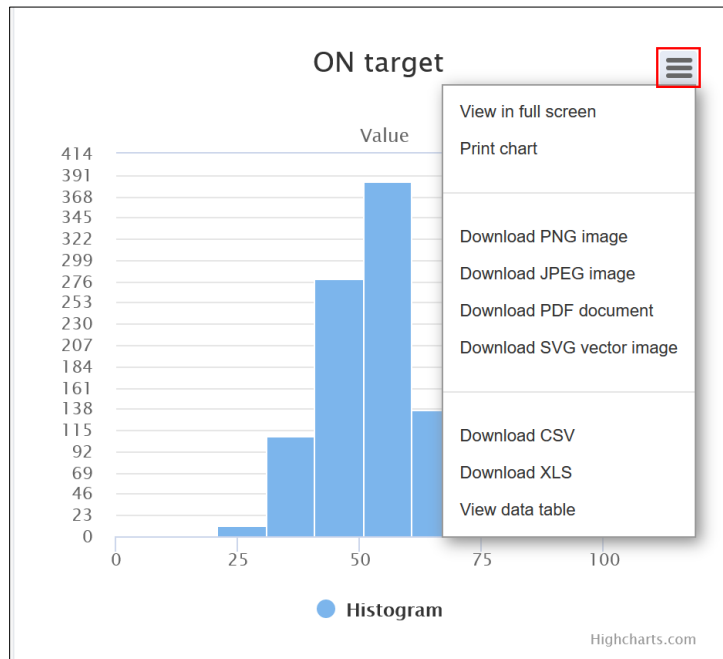 ON target
View in full screen
Print chart
Download PNG image
Download JPEG image
Download PDF document
Download SVG vector image
Download CSV
Download XLS
View data table
Value
414
391
368
345
322
299
276
253
230
207
184
161
138
115
92
69
46
23
0
0 25 50 75 100
Histogram
Highcharts.com